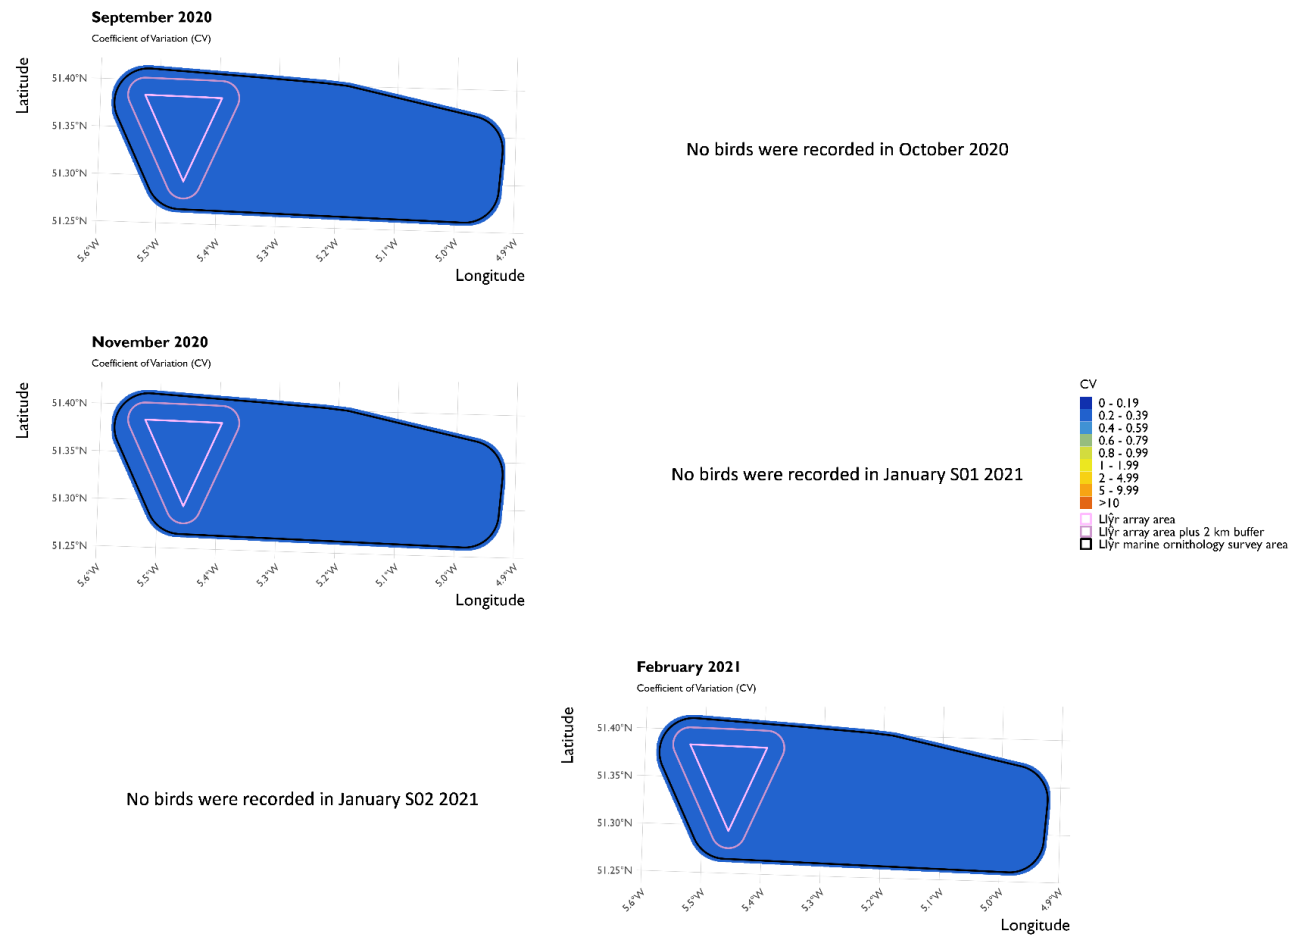 September 2020
Coefficient of Variation (CV)
Latitude
51.40°N
51.35°N
51.30°N
51.25°N
5.6°W
5.5°W
5.4°W
5.3°W
5.2°W
5.1°W
5.0°W
4.9°W
Longitude
No birds were recorded in October 2020
November 2020
Coefficient of Variation (CV)
Latitude
51.40°N
51.35°N
51.30°N
51.25°N
5.6°W
5.5°W
5.4°W
5.3°W
5.2°W
5.1°W
5.0°W
4.9°W
Longitude
No birds were recorded in January S01 2021
CV
0 - 0.19
0.2 - 0.39
0.4 - 0.59
0.6 - 0.79
0.8 - 0.99
1 - 1.99
2 - 4.99
5 - 9.99
>10
Llŷr array area
Llŷr array area plus 2 km buffer
Llŷr marine ornithology survey area
No birds were recorded in January S02 2021
February 2021
Coefficient of Variation (CV)
Latitude
51.40°N
51.35°N
51.30°N
51.25°N
5.6°W
5.5°W
5.4°W
5.3°W
5.2°W
5.1°W
5.0°W
4.9°W
Longitude